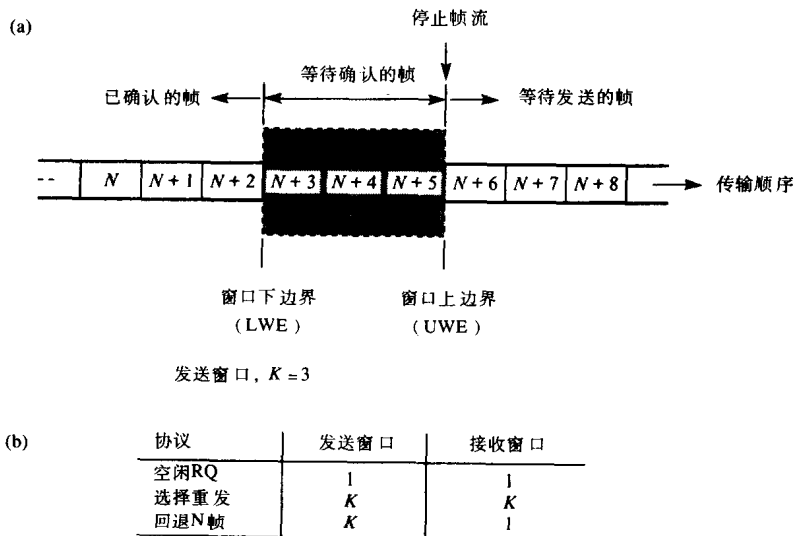 (a)
停止帧流
等待确认的帧
已确认的帧
等待发送的帧
-- N N + 1 N + 2 N + 3 N + 4 N + 5 N + 6 N + 7 N + 8
传输顺序
窗口下边界
(LWE)
窗口上边界
(UWE)
发送窗口, K = 3
(b)
协议 发送窗口 接收窗口
空闲RQ 1 1
选择重发 K K
回退N帧 K 1